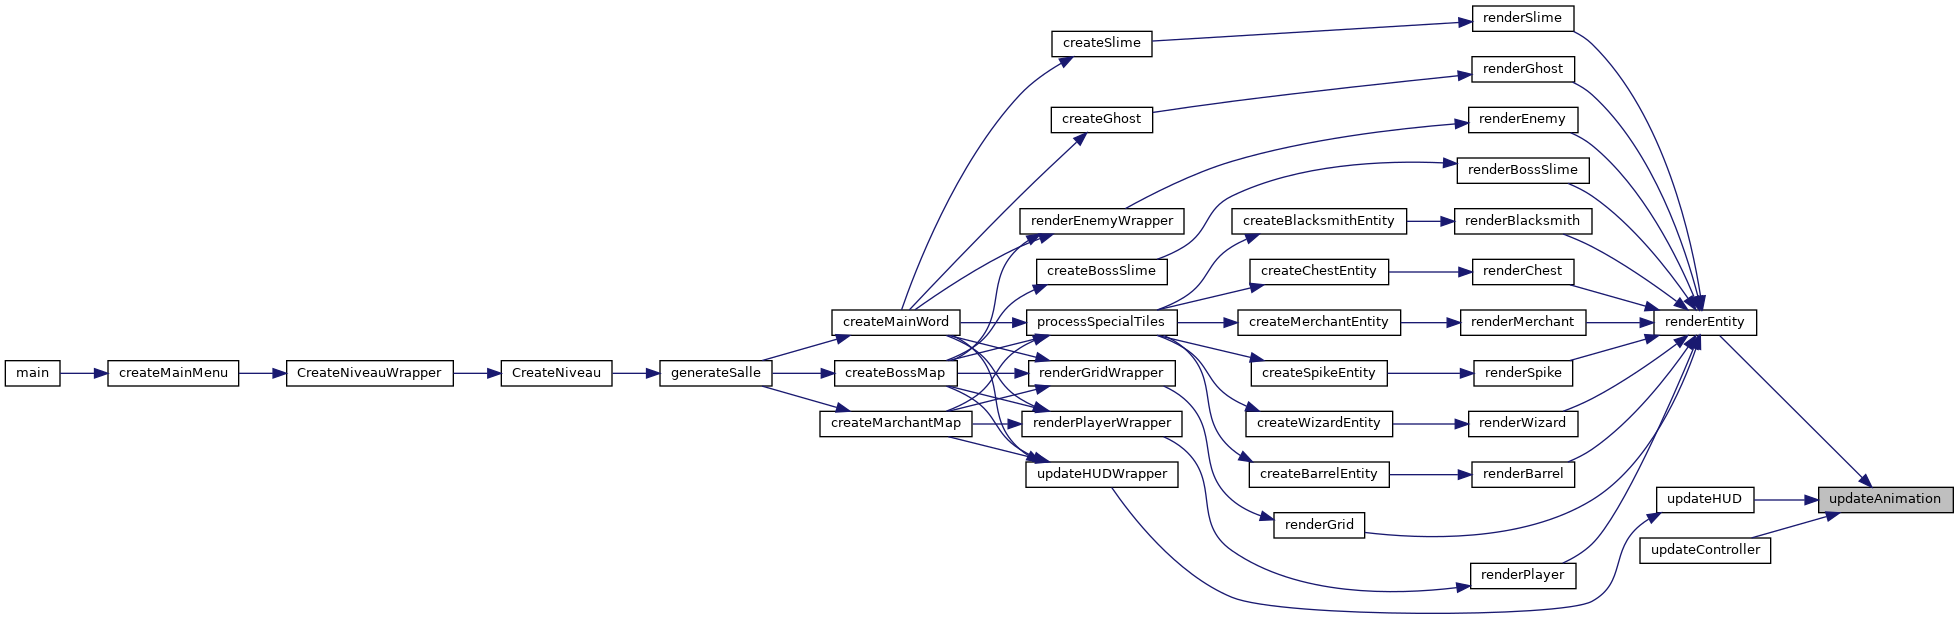 renderSlime
createSlime
renderGhost
createGhost
renderEnemy
renderBossSlime
renderEnemyWrapper
createBlacksmithEntity
renderBlacksmith
createBossSlime
createChestEntity
renderChest
createMainWord
processSpecialTiles
createMerchantEntity
renderMerchant
renderEntity
main
createMainMenu
CreateNiveauWrapper
CreateNiveau
generateSalle
createBossMap
renderGridWrapper
createSpikeEntity
renderSpike
createMarchantMap
renderPlayerWrapper
createWizardEntity
renderWizard
updateHUDWrapper
createBarrelEntity
renderBarrel
updateHUD
updateAnimation
renderGrid
updateController
renderPlayer